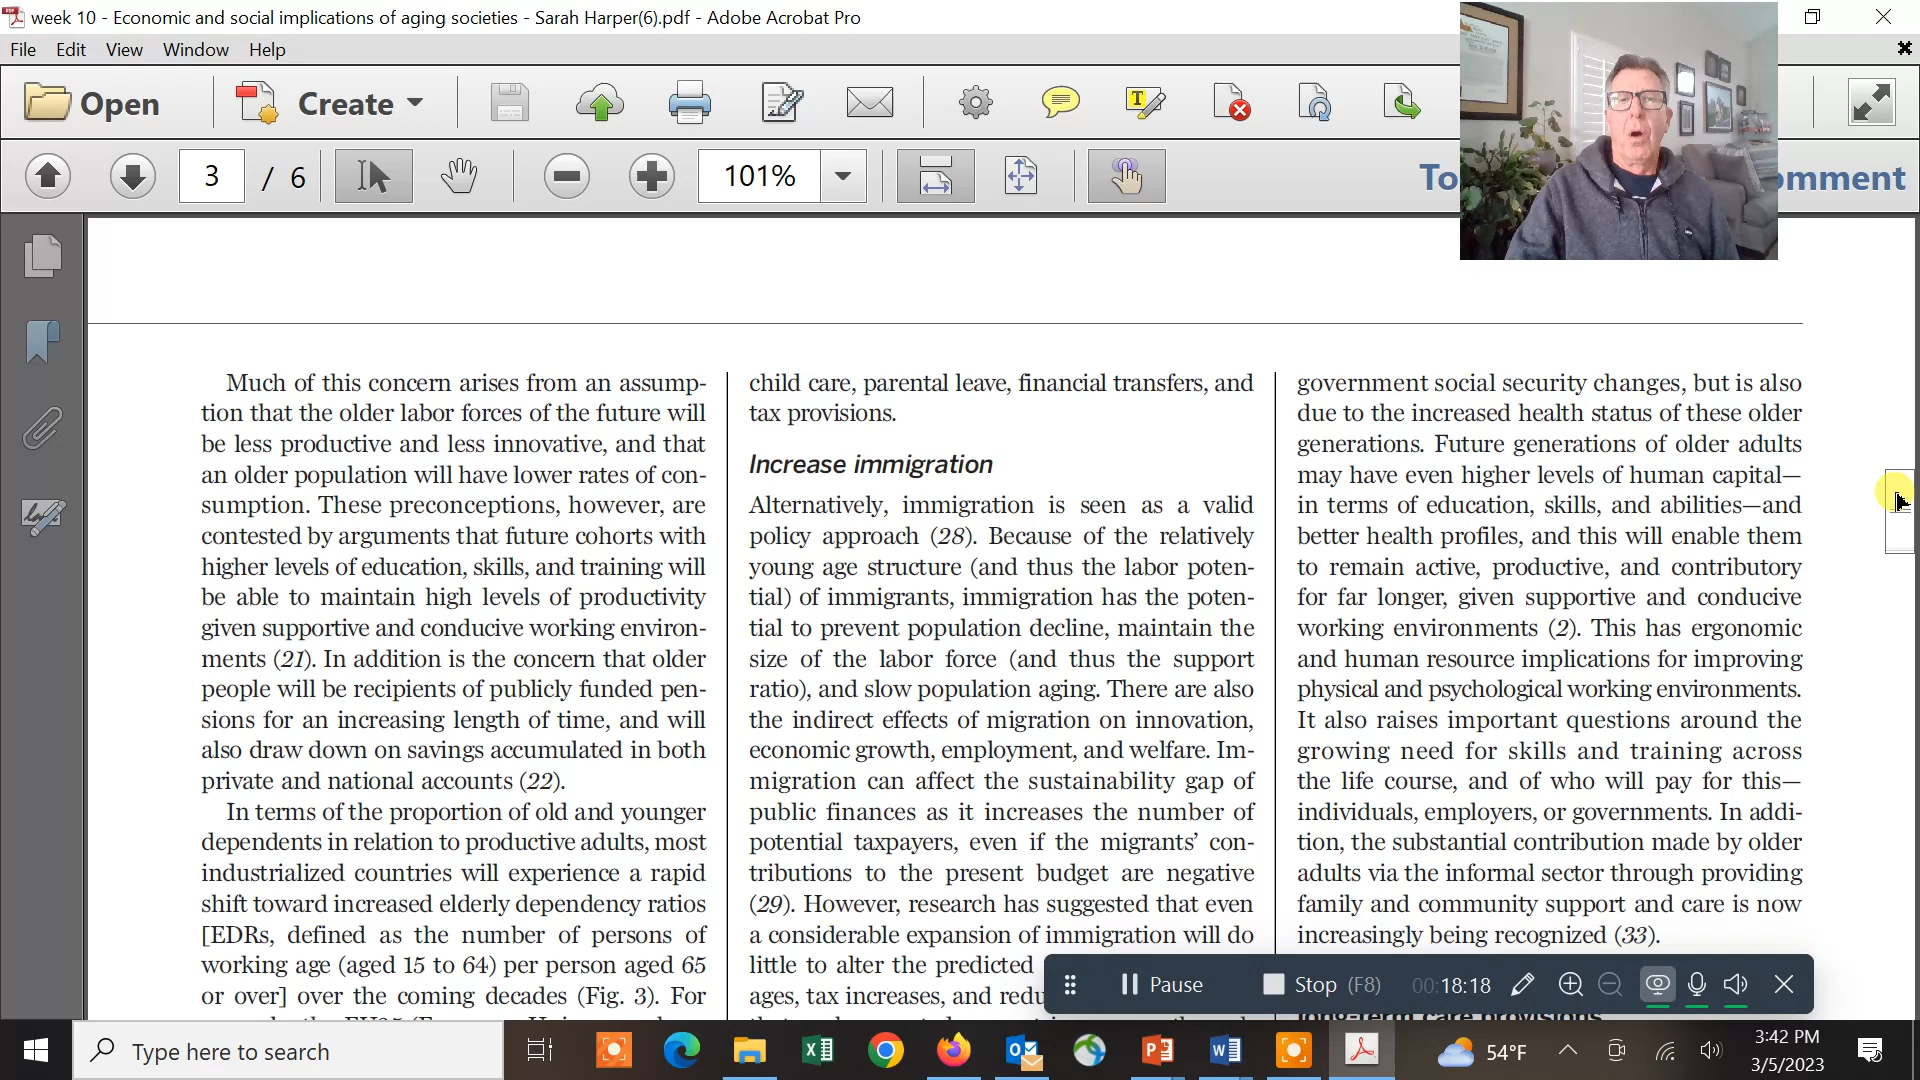 week 10 - Economic and social implications of aging societies - Sarah Harper(6).pdf - Adobe Acrobat Pro
File Edit View Window Help
Open
Create
3 / 6
101%
To
omment
Much of this concern arises from an assump-
tion that the older labor forces of the future will
be less productive and less innovative, and that
an older population will have lower rates of con-
sumption. These preconceptions, however, are
contested by arguments that future cohorts with
higher levels of education, skills, and training will
be able to maintain high levels of productivity
given supportive and conducive working environ-
ments (21). In addition is the concern that older
people will be recipients of publicly funded pen-
sions for an increasing length of time, and will
also draw down on savings accumulated in both
private and national accounts (22).
In terms of the proportion of old and younger
dependents in relation to productive adults, most
industrialized countries will experience a rapid
shift toward increased elderly dependency ratios
[EDRs, defined as the number of persons of
working age (aged 15 to 64) per person aged 65
or over] over the coming decades (Fig. 3). For
child care, parental leave, financial transfers, and
tax provisions.
Increase immigration
Alternatively, immigration is seen as a valid
policy approach (28). Because of the relatively
young age structure (and thus the labor poten-
tial) of immigrants, immigration has the poten-
tial to prevent population decline, maintain the
size of the labor force (and thus the support
ratio), and slow population aging. There are also
the indirect effects of migration on innovation,
economic growth, employment, and welfare. Im-
migration can affect the sustainability gap of
public finances as it increases the number of
potential taxpayers, even if the migrants' con-
tributions to the present budget are negative
(29). However, research has suggested that even
a considerable expansion of immigration will do
little to alter the predicted
ages, tax increases, and redu
government social security changes, but is also
due to the increased health status of these older
generations. Future generations of older adults
may have even higher levels of human capital—
in terms of education, skills, and abilities—and
better health profiles, and this will enable them
to remain active, productive, and contributory
for far longer, given supportive and conducive
working environments (2). This has ergonomic
and human resource implications for improving
physical and psychological working environments.
It also raises important questions around the
growing need for skills and training across
the life course, and of who will pay for this—
individuals, employers, or governments. In addi-
tion, the substantial contribution made by older
adults via the informal sector through providing
family and community support and care is now
increasingly being recognized (33).
long-term care provisions
Pause Stop (F8) 00:18:18
Type here to search
54°F
3:42 PM
3/5/2023